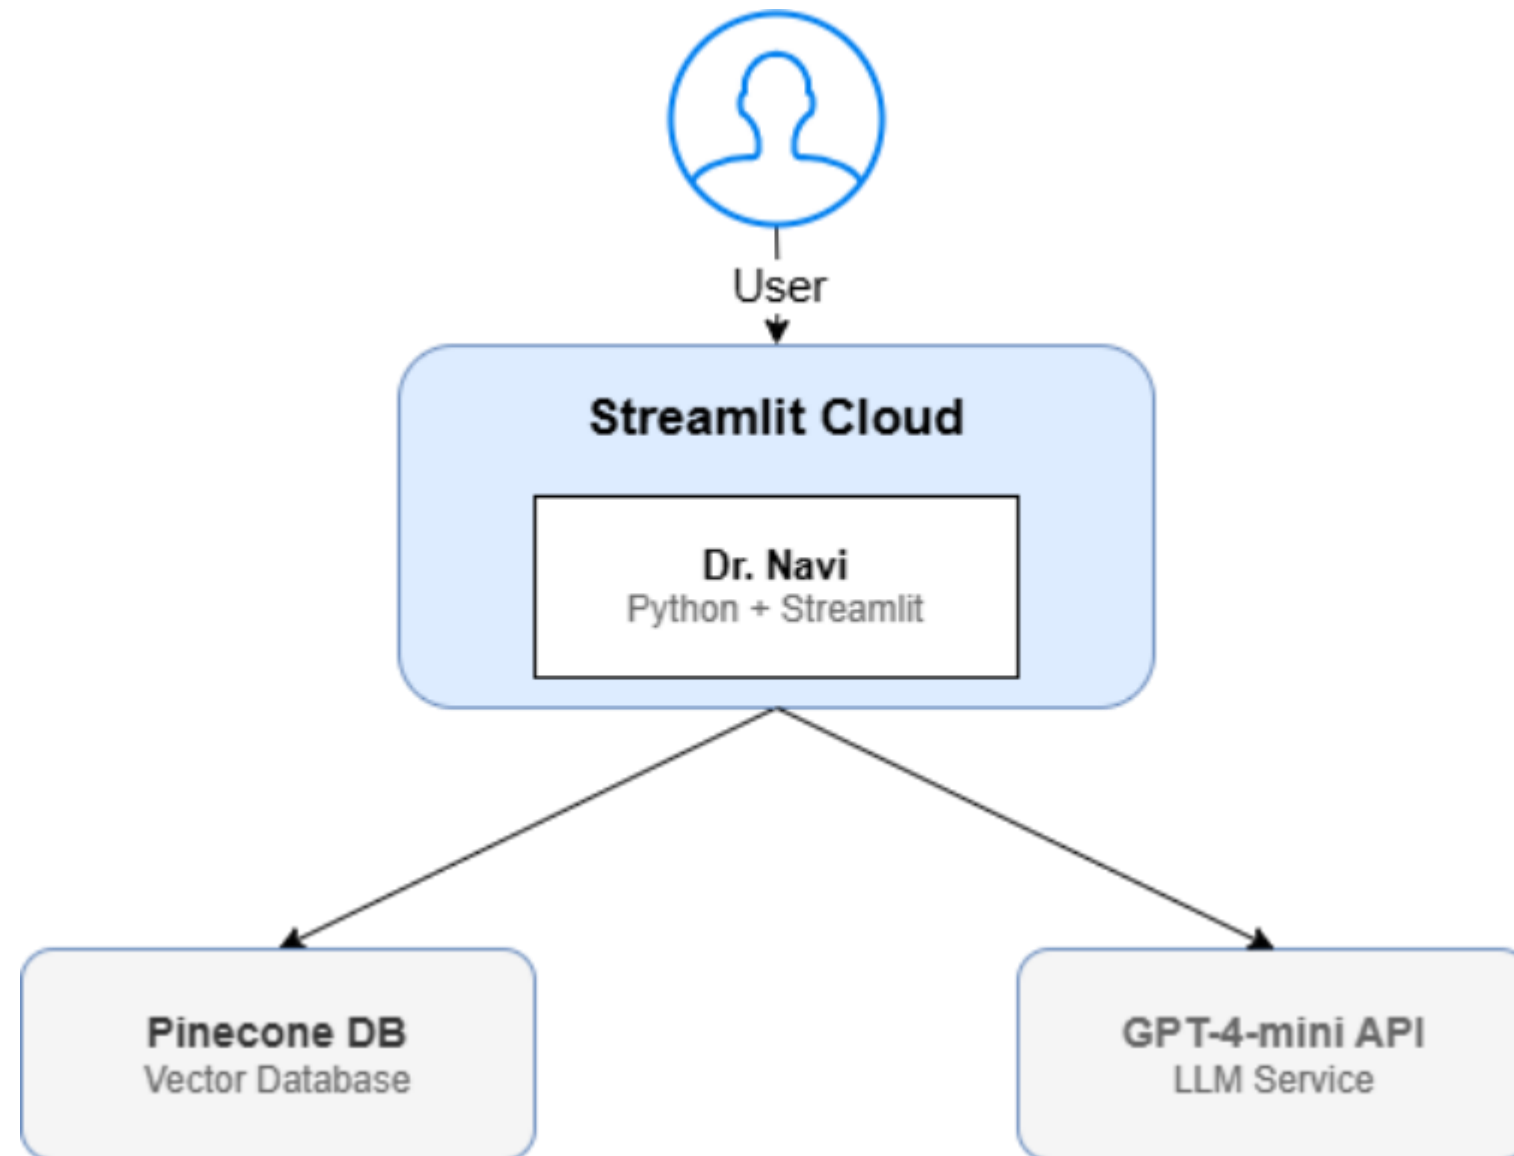 User
Streamlit Cloud
Dr. Navi
Python + Streamlit
Pinecone DB
Vector Database
GPT-4-mini API
LLM Service